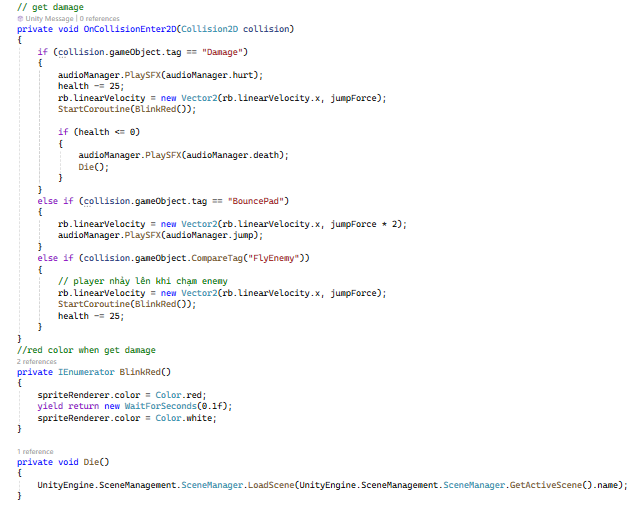 // get damage
Unity Message | 0 references
private void OnCollisionEnter2D(Collision2D collision)
{
if (collision.gameObject.tag == "Damage")
{
audioManager.PlaySFX(audioManager.hurt);
health -= 25;
rb.linearVelocity = new Vector2(rb.linearVelocity.x, jumpForce);
StartCoroutine(BlinkRed());
if (health <= 0)
{
audioManager.PlaySFX(audioManager.death);
Die();
}
}
else if (collision.gameObject.tag == "BouncePad")
{
rb.linearVelocity = new Vector2(rb.linearVelocity.x, jumpForce * 2);
audioManager.PlaySFX(audioManager.jump);
}
else if (collision.gameObject.CompareTag("FlyEnemy"))
{
// player nhảy lên khi chạm enemy
rb.linearVelocity = new Vector2(rb.linearVelocity.x, jumpForce);
StartCoroutine(BlinkRed());
health -= 25;
}
}
//red color when get damage
2 references
private IEnumerator BlinkRed()
{
spriteRenderer.color = Color.red;
yield return new WaitForSeconds(0.1f);
spriteRenderer.color = Color.white;
}
1 reference
private void Die()
{
UnityEngine.SceneManagement.SceneManager.LoadScene(UnityEngine.SceneManagement.SceneManager.GetActiveScene().name);
}